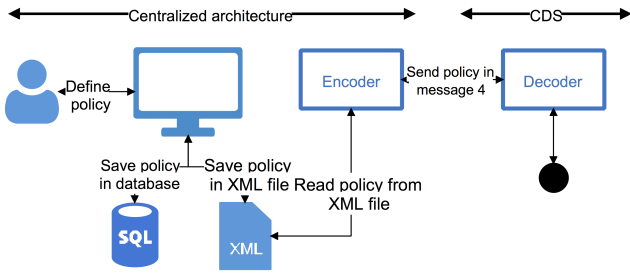 Centralized architecture
CDS
Define
policy
Encoder
Send policy in
message 4
Decoder
Save policy
in database
Save policy
in XML file
Read policy from
XML file
SQL
XML